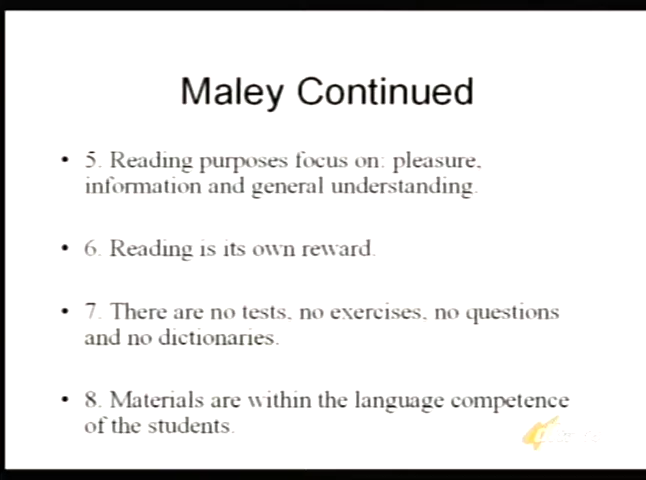 Maley Continued
• 5. Reading purposes focus on: pleasure,
information and general understanding.
• 6. Reading is its own reward.
• 7. There are no tests, no exercises, no questions
and no dictionaries.
• 8. Materials are within the language competence
of the students.